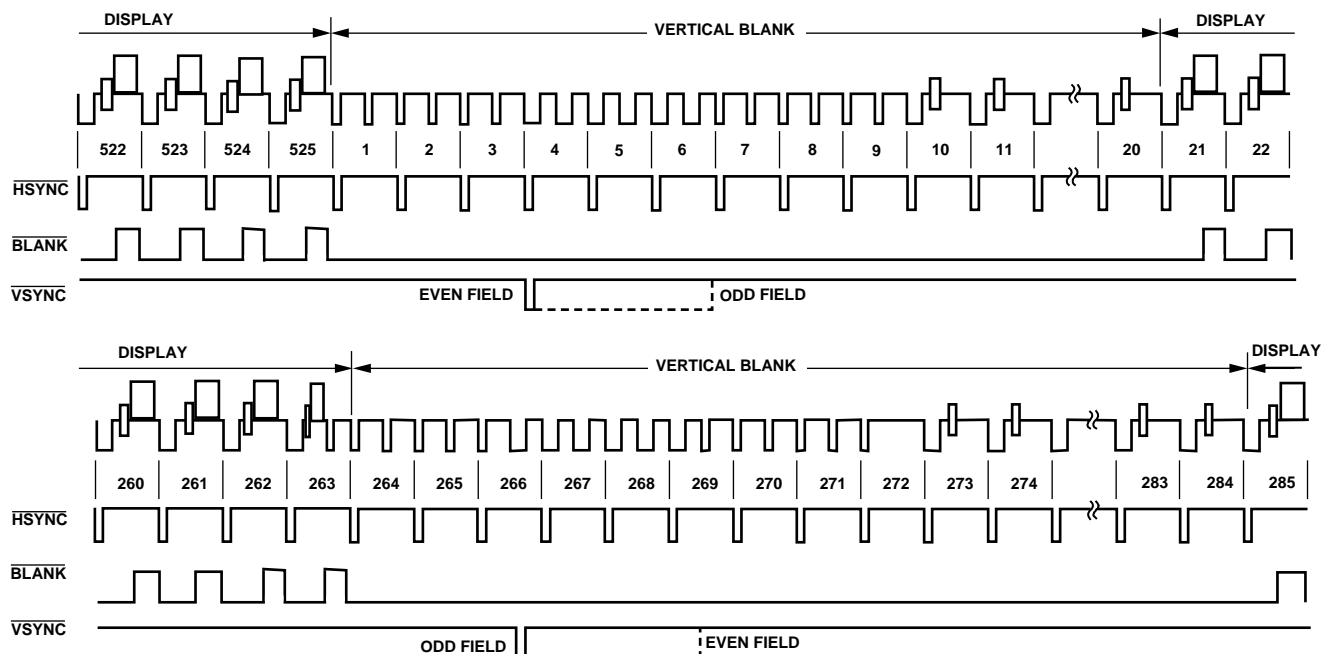 DISPLAY VERTICAL BLANK DISPLAY
522 523 524 525 1 2 3 4 5 6 7 8 9 10 11 20 21 22
HSYNC
BLANK
VSYNC
EVEN FIELD ODD FIELD
DISPLAY VERTICAL BLANK DISPLAY
260 261 262 263 264 265 266 267 268 269 270 271 272 273 274 283 284 285
HSYNC
BLANK
VSYNC
ODD FIELD EVEN FIELD